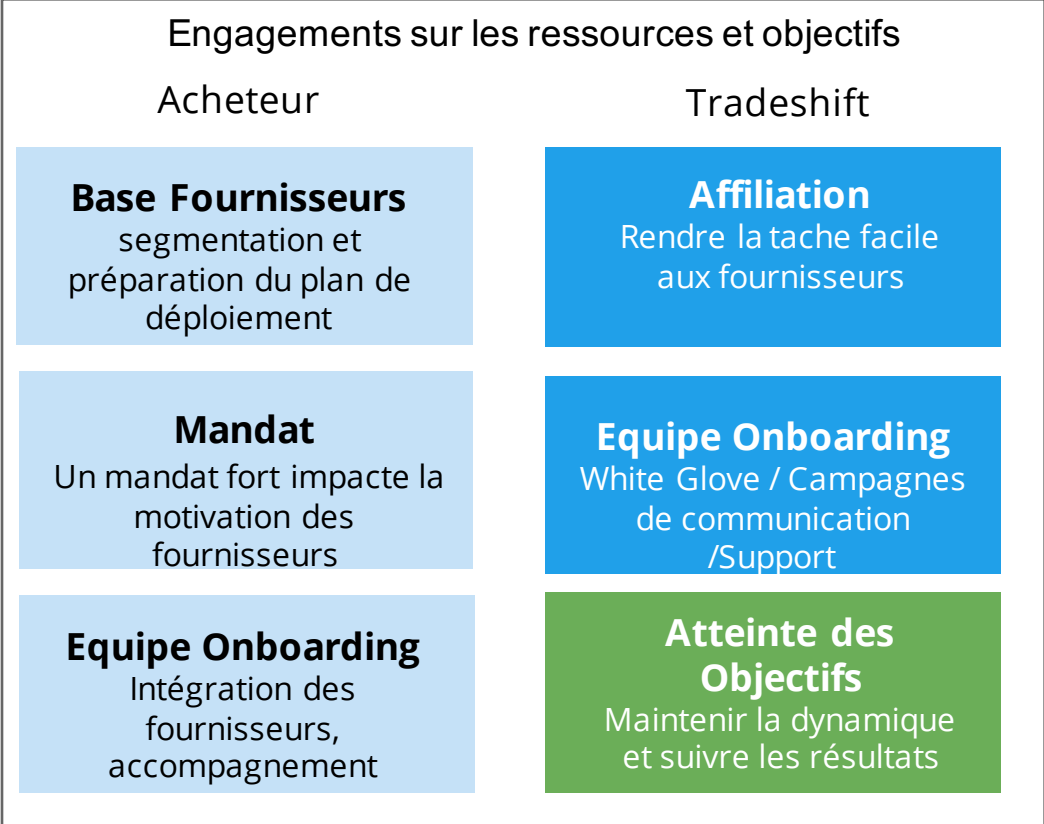 Engagements sur les ressources et objectifs
Acheteur
Base Fournisseurs
segmentation et
préparation du plan de
déploiement
Mandat
Un mandat fort impacte la
motivation des
fournisseurs
Equipe Onboarding
Intégration des
fournisseurs,
accompagnement
Tradeshift
Affiliation
Rendre la tache facile
aux fournisseurs
Equipe Onboarding
White Glove / Campagnes
de communication
/Support
Atteinte des
Objectifs
Maintenir la dynamique
et suivre les résultats